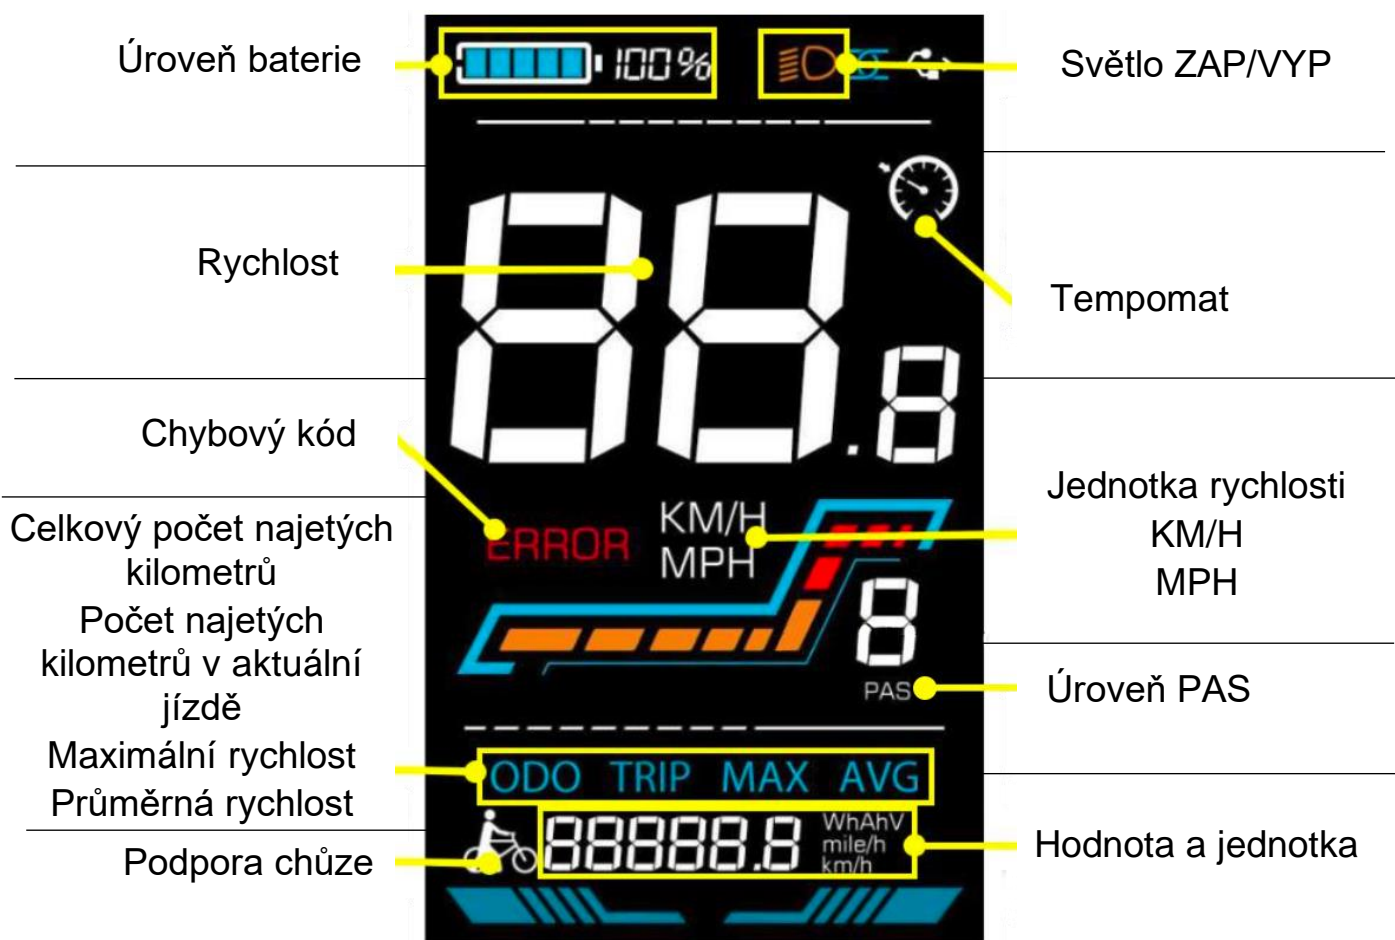 Úroveň baterie
100%
Světlo ZAP/VYP
Rychlost
88.8
Tempomat
Chybový kód
ERROR
KM/H
MPH
Jednotka rychlosti
KM/H
MPH
Celkový počet najetých
kilometrů
Počet najetých
kilometrů v aktuální
jízdě
Maximální rychlost
Průměrná rychlost
8
PAS
Úroveň PAS
ODO TRIP MAX AVG
Podpora chůze
88888.8
WhAhV
mile/h
km/h
Hodnota a jednotka